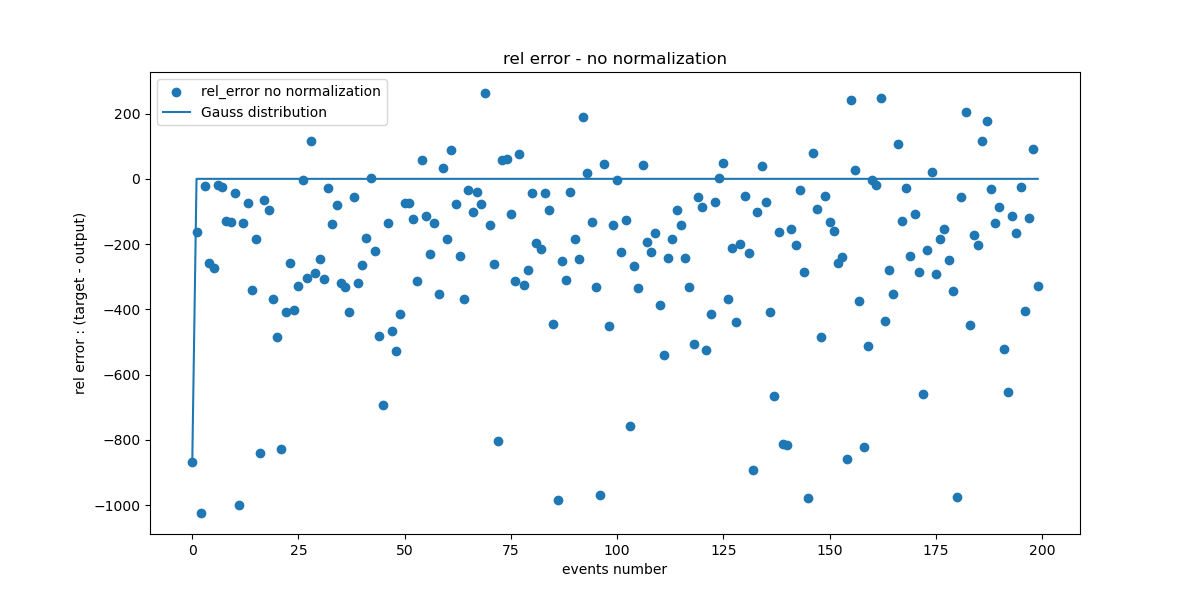 rel error - no normalization
rel_error no normalization
Gauss distribution
200
0
−200
−400
−600
−800
−1000
rel error : (target - output)
0 25 50 75 100 125 150 175 200
events number